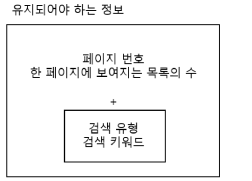 유지되어야 하는 정보
페이지 번호
한 페이지에 보여지는 목록의 수
+
검색 유형
검색 키워드